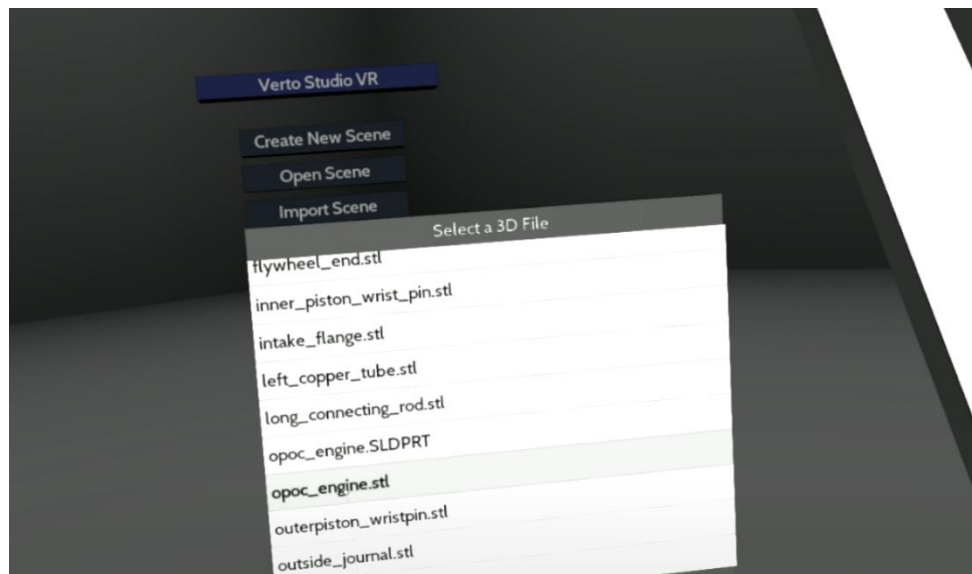 Verto Studio VR
Create New Scene
Open Scene
Import Scene
Select a 3D File
flywheel_end.stl
inner_piston_wrist_pin.stl
intake_flange.stl
left_copper_tube.stl
long_connecting_rod.stl
opoc_engine.SLDPRT
opoc_engine.stl
outerpiston_wristpin.stl
outside_journal.stl